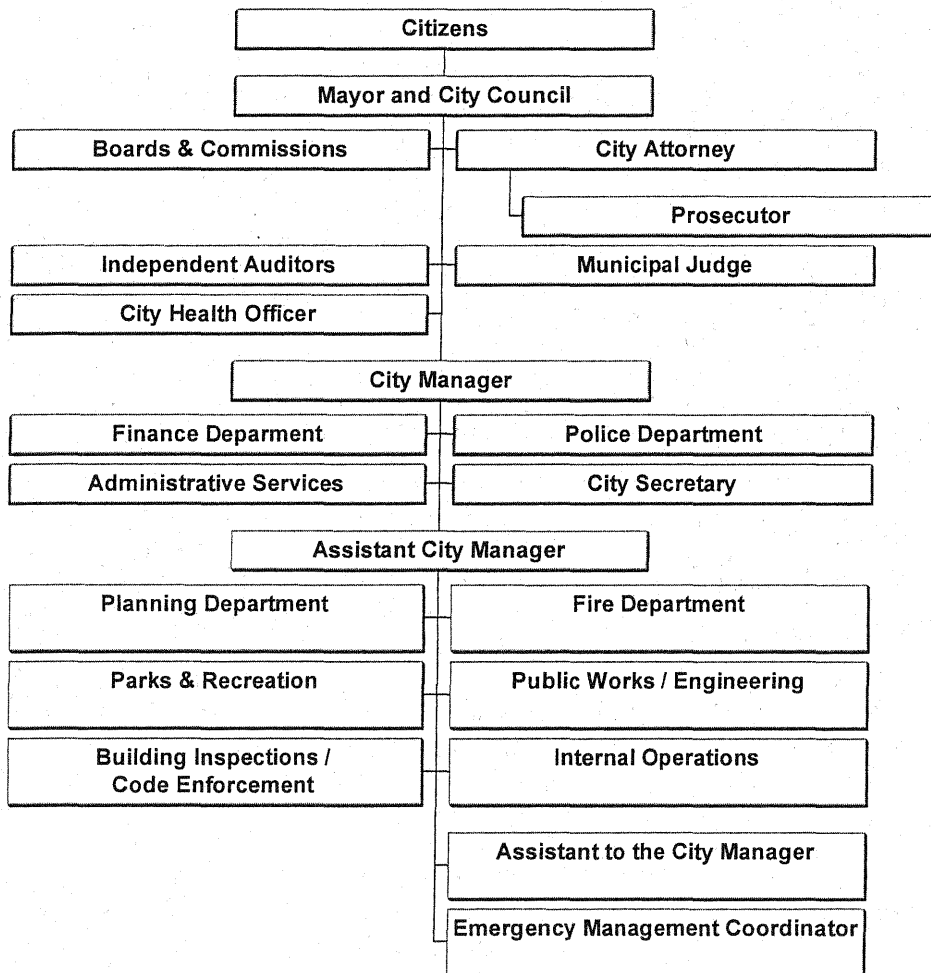 Citizens
Mayor and City Council
Boards & Commissions
City Attorney
Prosecutor
Independent Auditors
Municipal Judge
City Health Officer
City Manager
Finance Deparment
Police Department
Administrative Services
City Secretary
Assistant City Manager
Planning Department
Fire Department
Parks & Recreation
Public Works / Engineering
Building Inspections /
Code Enforcement
Internal Operations
Assistant to the City Manager
Emergency Management Coordinator